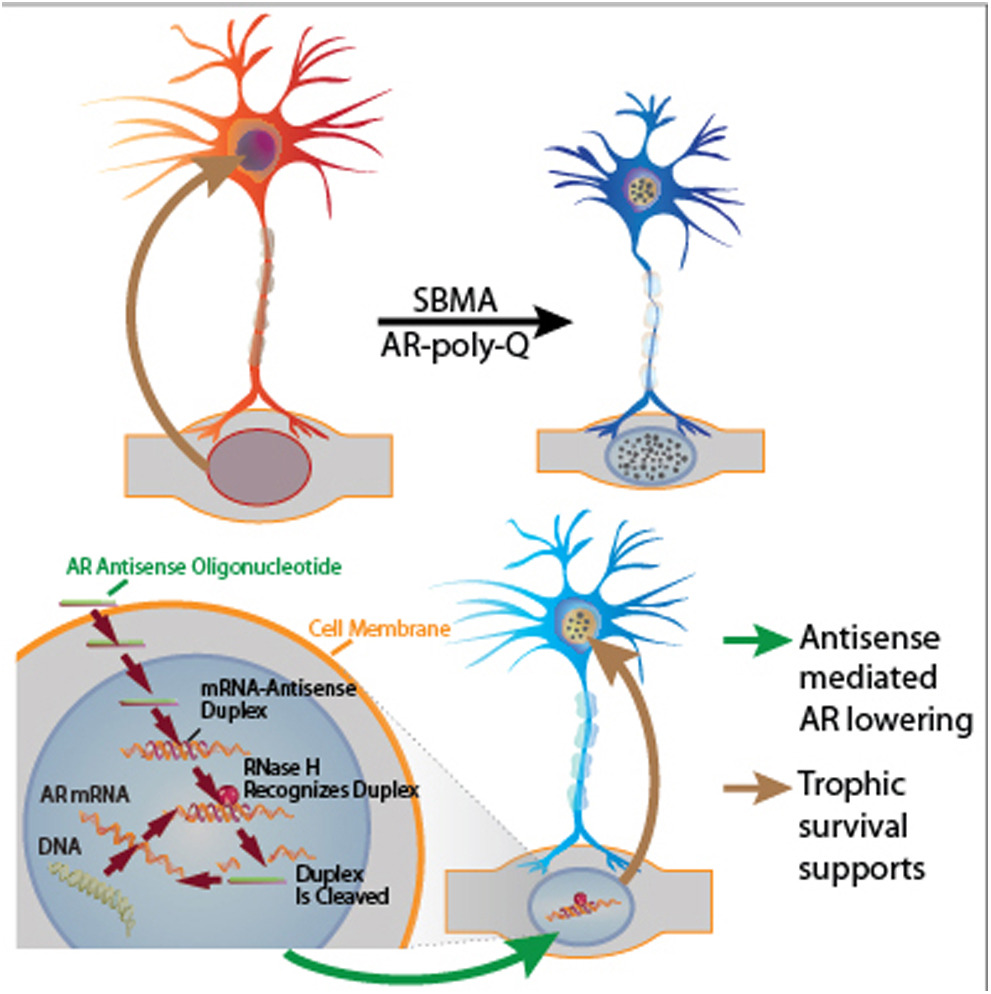 SBMA
AR-poly-Q
AR Antisense Oligonucleotide
Cell Membrane
mRNA-Antisense
Duplex
RNase H
Recognizes Duplex
AR mRNA
DNA
Duplex
Is Cleaved
Antisense
mediated
AR lowering
Trophic
survival
supports